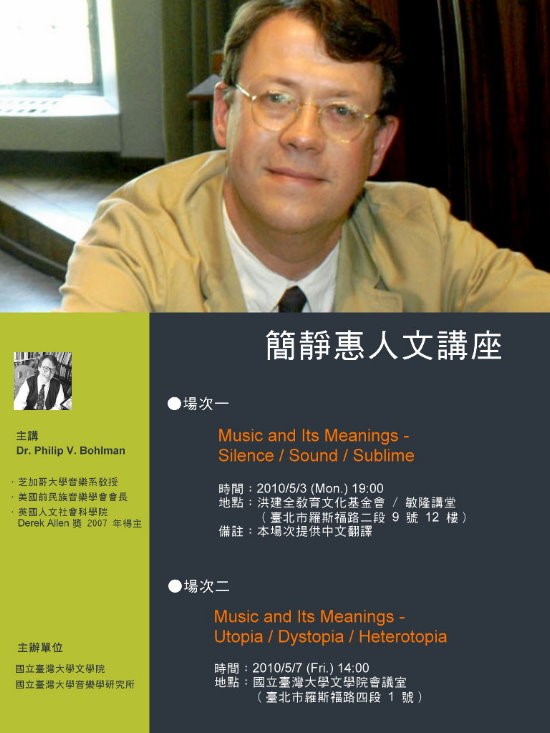 簡靜惠人文講座
主講
Dr. Philip V. Bohlman
· 芝加哥大學音樂系教授
· 美國前民族音樂學會會長
· 英國人文社會科學院
Derek Allen 獎 2007 年得主
主辦單位
國立臺灣大學文學院
國立臺灣大學音樂學研究所
●場次一
Music and Its Meanings -
Silence / Sound / Sublime
時間：2010/5/3 (Mon.) 19:00
地點：洪建全教育文化基金會 / 敏隆講堂
（臺北市羅斯福路二段 9 號 12 樓）
備註：本場次提供中文翻譯
●場次二
Music and Its Meanings -
Utopia / Dystopia / Heterotopia
時間：2010/5/7 (Fri.) 14:00
地點：國立臺灣大學文學院會議室
（臺北市羅斯福路四段 1 號）